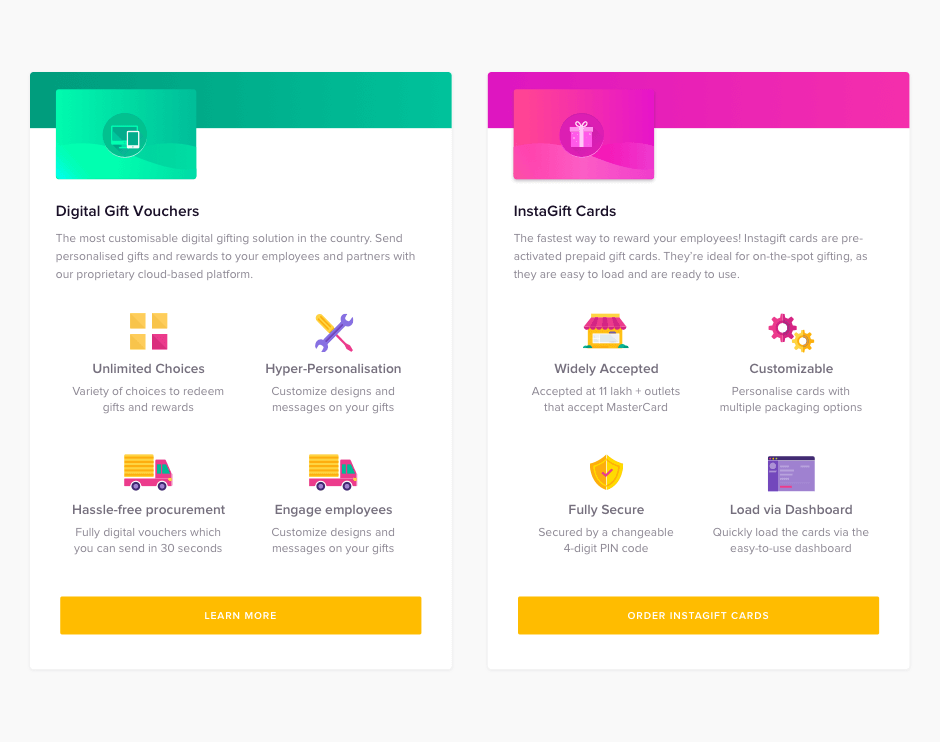 Digital Gift Vouchers
The most customisable digital gifting solution in the country. Send
personalised gifts and rewards to your employees and partners with
our proprietary cloud-based platform.
Unlimited Choices
Variety of choices to redeem
gifts and rewards
Hyper-Personalisation
Customize designs and
messages on your gifts
Hassle-free procurement
Fully digital vouchers which
you can send in 30 seconds
Engage employees
Customize designs and
messages on your gifts
LEARN MORE
InstaGift Cards
The fastest way to reward your employees! Instagift cards are pre-
activated prepaid gift cards. They're ideal for on-the-spot gifting, as
they are easy to load and are ready to use.
Widely Accepted
Accepted at 11 lakh + outlets
that accept MasterCard
Customizable
Personalise cards with
multiple packaging options
Fully Secure
Secured by a changeable
4-digit PIN code
Load via Dashboard
Quickly load the cards via the
easy-to-use dashboard
ORDER INSTAGIFT CARDS